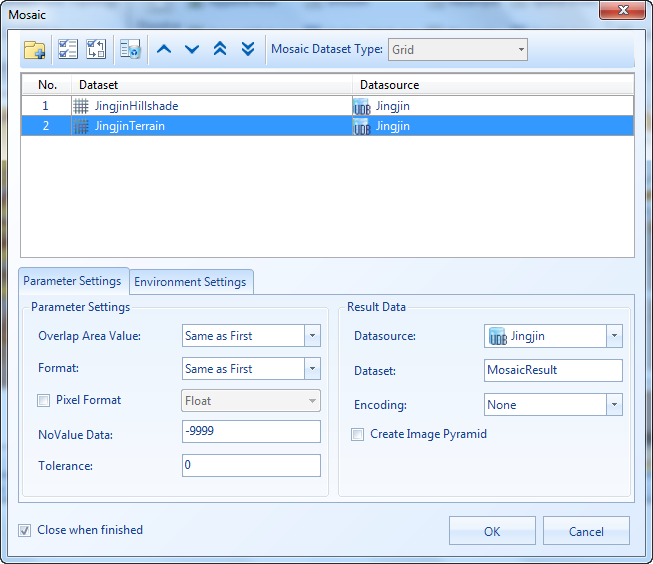 Mosaic
Mosaic Dataset Type: Grid
No. Dataset Datasource
1 JingjinHillshade UDB Jingjin
2 JingjinTerrain UDB Jingjin
Parameter Settings Environment Settings
Parameter Settings
Overlap Area Value: Same as First
Format: Same as First
Pixel Format Float
NoValue Data: -9999
Tolerance: 0
Result Data
Datasource: UDB Jingjin
Dataset: MosaicResult
Encoding: None
Create Image Pyramid
Close when finished
OK Cancel